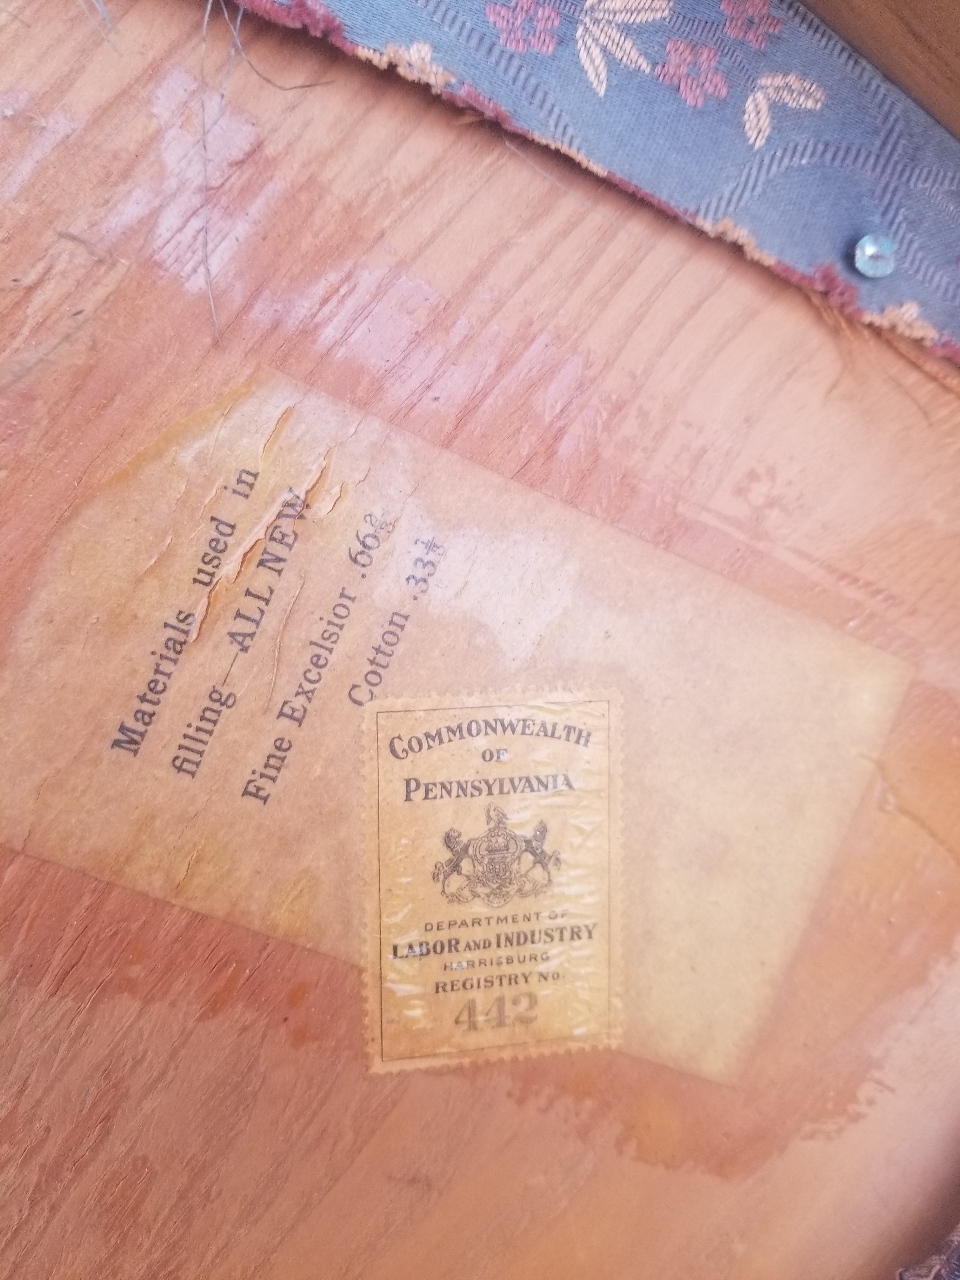 Materials used in
filling—ALL NEW
Fine Excelsior .66⅔
Cotton .33⅓
COMMONWEALTH
OF
PENNSYLVANIA
DEPARTMENT OF
LABOR AND INDUSTRY
HARRISBURG
REGISTRY No.
442